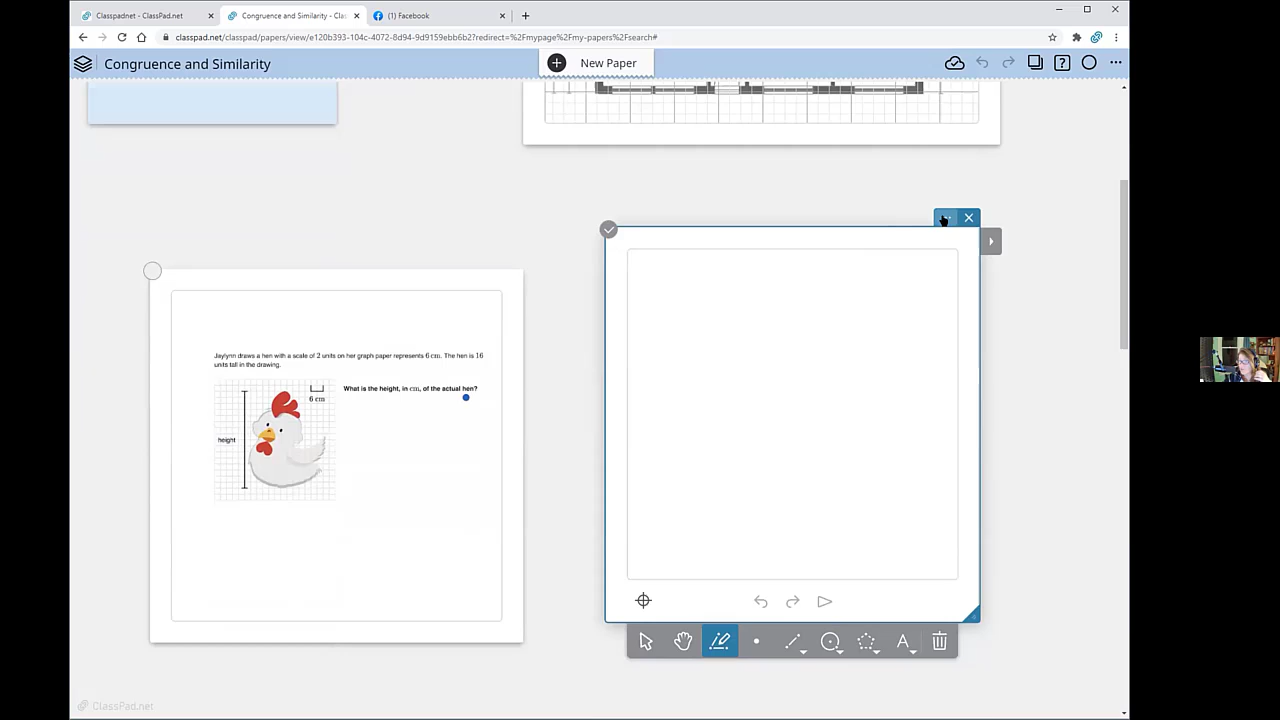 Classpadnet - ClassPad.net
Congruence and Similarity - Clas
(1) Facebook
classpad.net/classpad/papers/view/e120b393-104c-4072-8d94-9d9159ebb6b2?redirect=%2Fmypage%2Fmy-papers%2Fsearch#
Congruence and Similarity
New Paper
Jaylynn draws a hen with a scale of 2 units on her graph paper represents 6 cm. The hen is 16
units tall in the drawing.
6 cm
What is the height, in cm, of the actual hen?
height
A
ClassPad.net